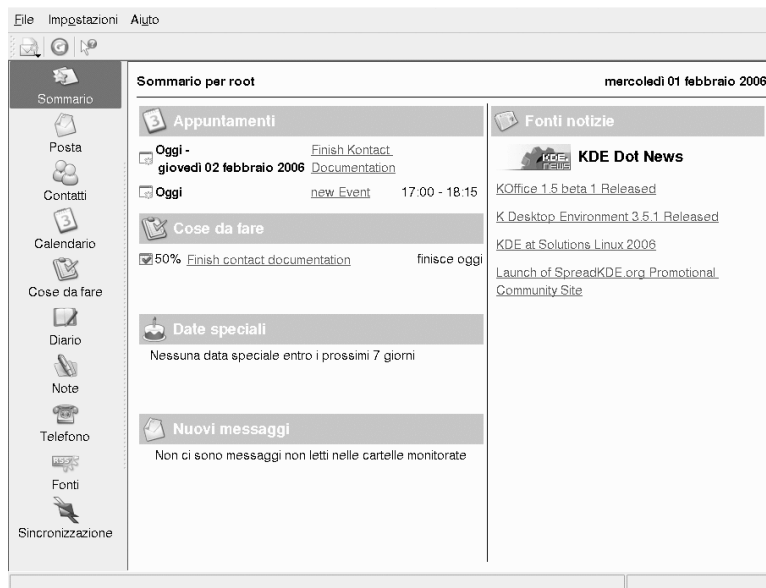 File Impostazioni Aiuto
Sommario
Posta
Contatti
Calendario
Cose da fare
Diario
Note
Telefono
Fonti
Sincronizzazione
Sommario per root mercoledì 01 febbraio 2006
Appuntamenti
Oggi - Finish Kontact
giovedì 02 febbraio 2006 Documentation
Oggi new Event 17:00 - 18:15
Cose da fare
50% Finish contact documentation finisce oggi
Date speciali
Nessuna data speciale entro i prossimi 7 giorni
Nuovi messaggi
Non ci sono messaggi non letti nelle cartelle monitorate
Fonti notizie
KDE Dot News
KOffice 1.5 beta 1 Released
K Desktop Environment 3.5.1 Released
KDE at Solutions Linux 2006
Launch of SpreadKDE.org Promotional
Community Site